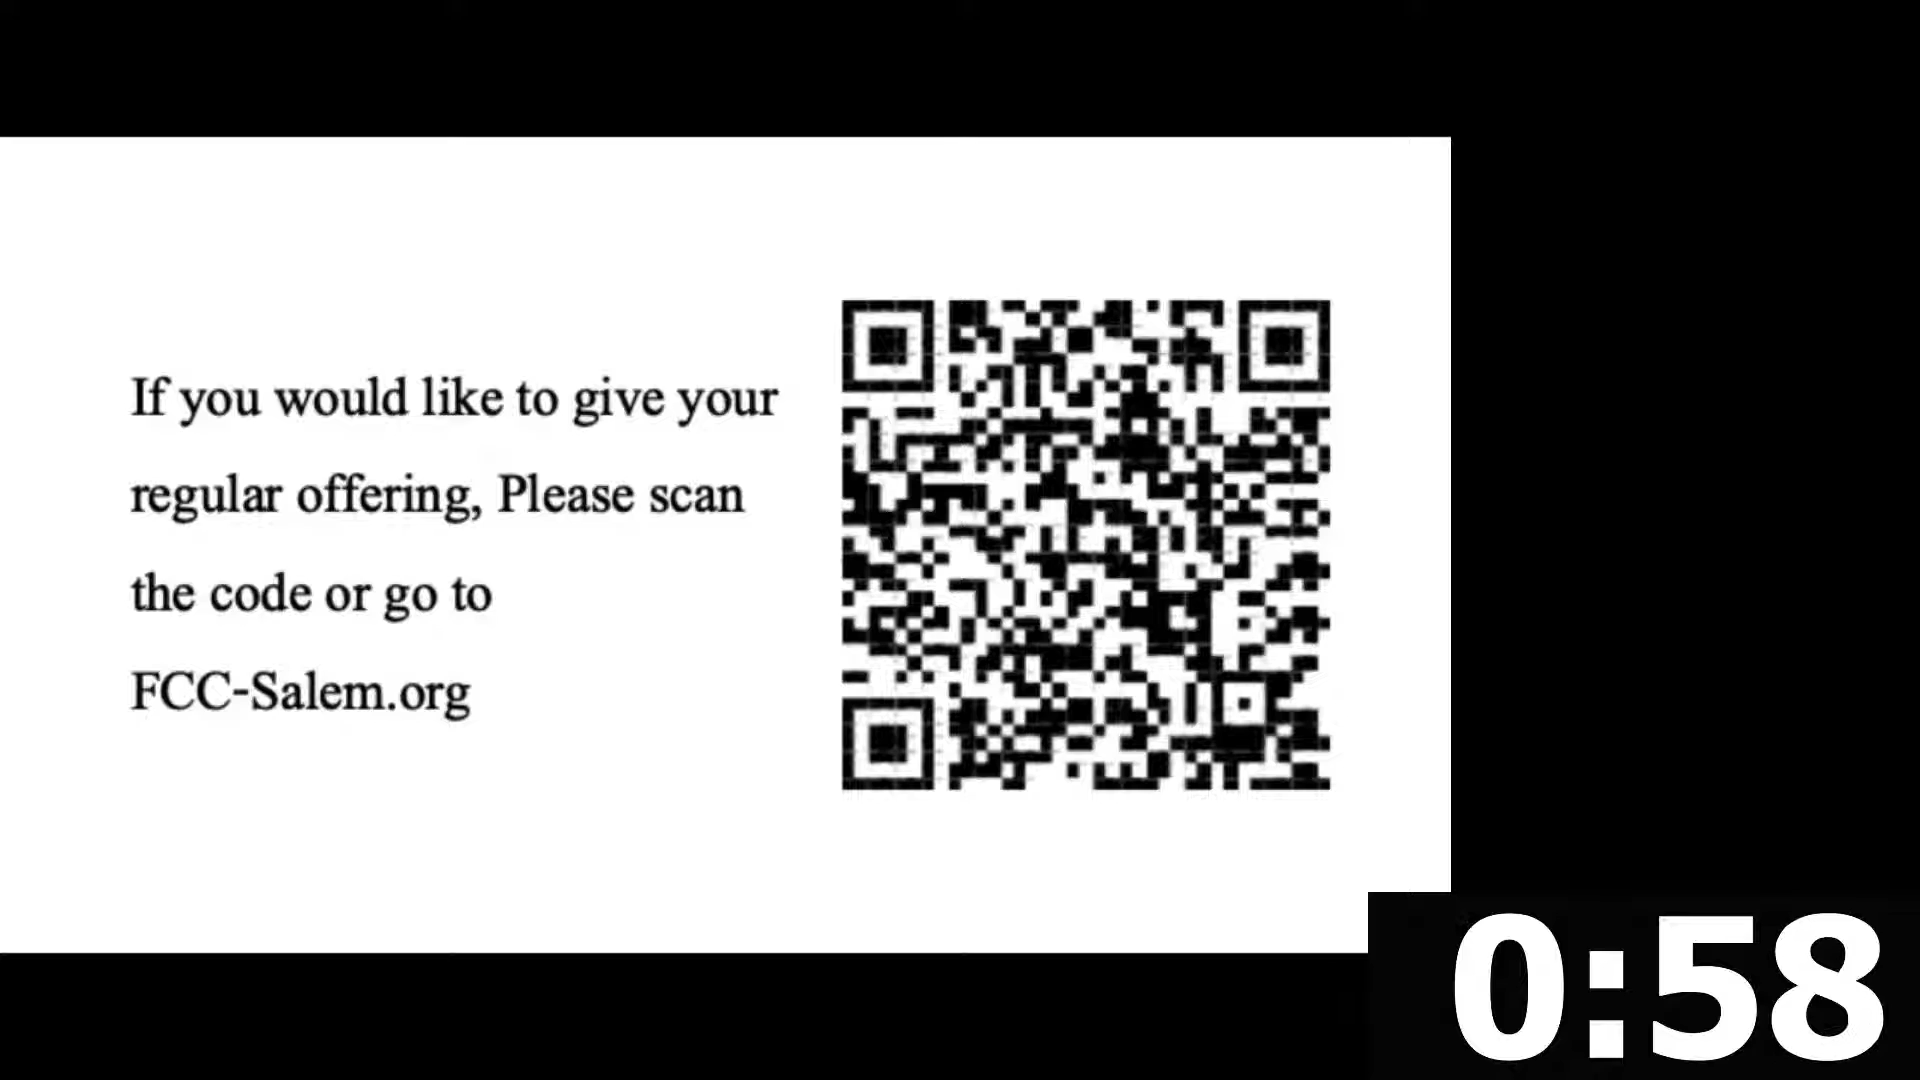 If you would like to give your
regular offering, Please scan
the code or go to
FCC-Salem.org
0:58